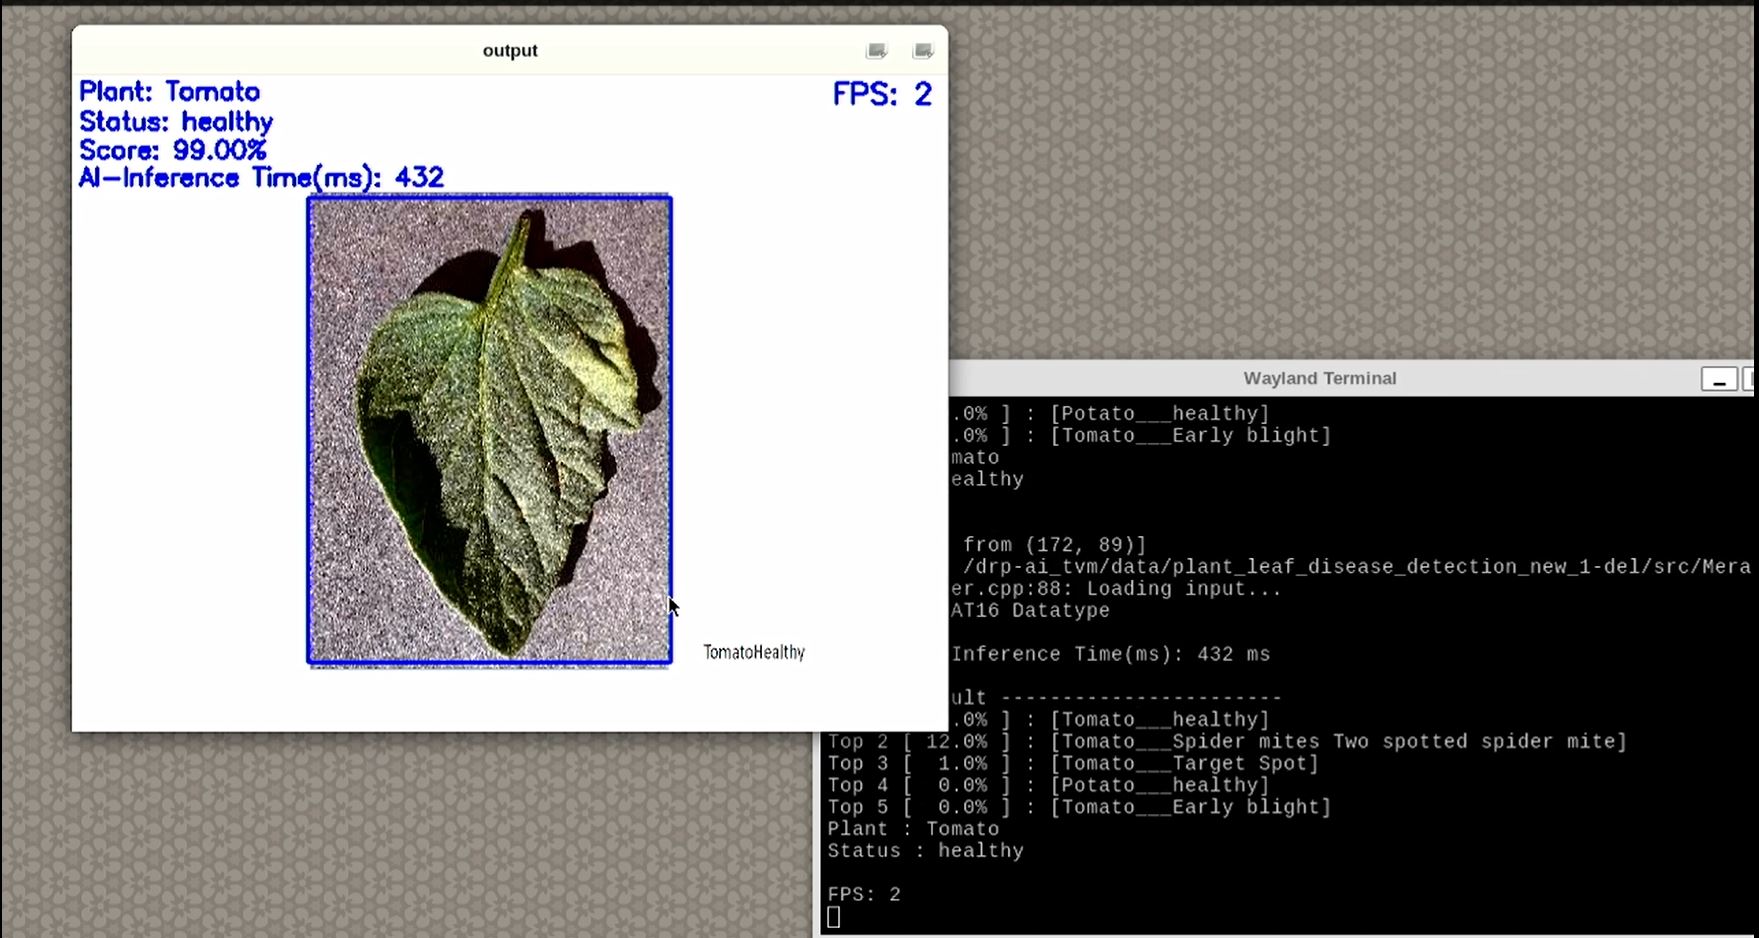 output
Plant: Tomato
FPS: 2
Status: healthy
Score: 99.00%
AI-Inference Time(ms): 432
TomatoHealthy
Wayland Terminal
.0% ] : [Potato___healthy]
.0% ] : [Tomato___Early blight]
mato
ealthy
from (172, 89)]
/drp-ai_tvm/data/plant_leaf_disease_detection_new_1-del/src/Mera
er.cpp:88: Loading input...
AT16 Datatype
Inference Time(ms): 432 ms
ult -----------------------
.0% ] : [Tomato___healthy]
Top 2 [ 12.0% ] : [Tomato___Spider mites Two spotted spider mite]
Top 3 [  1.0% ] : [Tomato___Target Spot]
Top 4 [  0.0% ] : [Potato___healthy]
Top 5 [  0.0% ] : [Tomato___Early blight]
Plant : Tomato
Status : healthy
FPS: 2